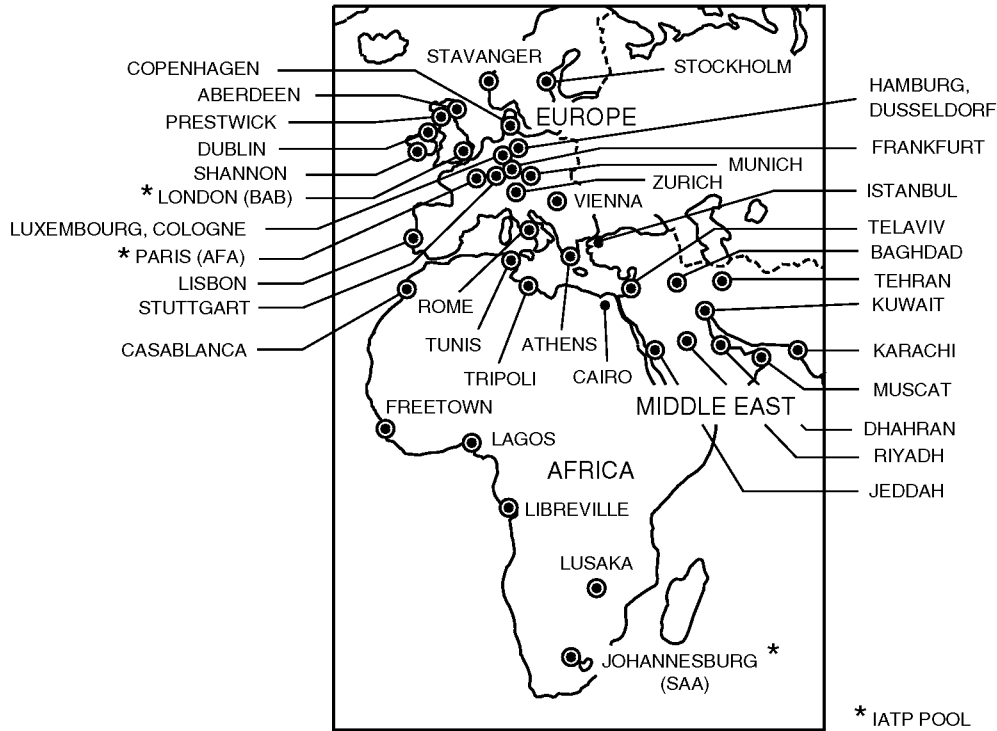 STAVANGER
COPENHAGEN
STOCKHOLM
HAMBURG,
DUSSELDORF
ABERDEEN
EUROPE
PRESTWICK
DUBLIN
FRANKFURT
MUNICH
SHANNON
ZURICH
* LONDON (BAB)
VIENNA
ISTANBUL
LUXEMBOURG, COLOGNE
TELAVIV
* PARIS (AFA)
BAGHDAD
LISBON
TEHRAN
STUTTGART
ROME
KUWAIT
CASABLANCA
TUNIS
ATHENS
KARACHI
TRIPOLI
CAIRO
MUSCAT
FREETOWN
MIDDLE EAST
DHAHRAN
LAGOS
RIYADH
AFRICA
JEDDAH
LIBREVILLE
LUSAKA
JOHANNESBURG *
(SAA)
* IATP POOL